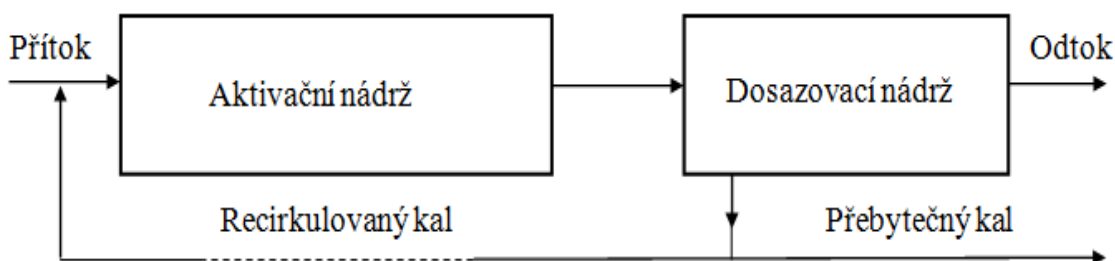 Přítok
Aktivační nádrž
Dosazovací nádrž
Odtok
Recirkulovaný kal
Přebytečný kal